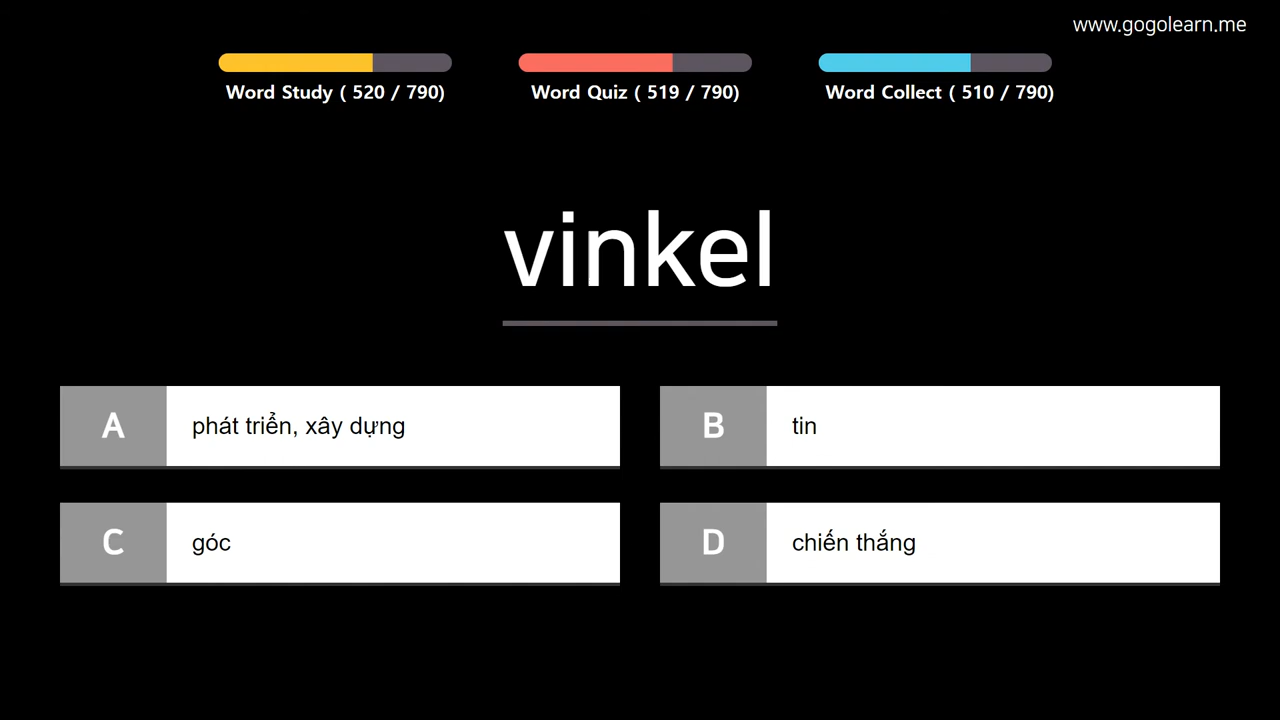 www.gogolearn.me
Word Study ( 520 / 790)
Word Quiz ( 519 / 790)
Word Collect ( 510 / 790)
vinkel
A
phát triển, xây dựng
B
tin
C
góc
D
chiến thắng